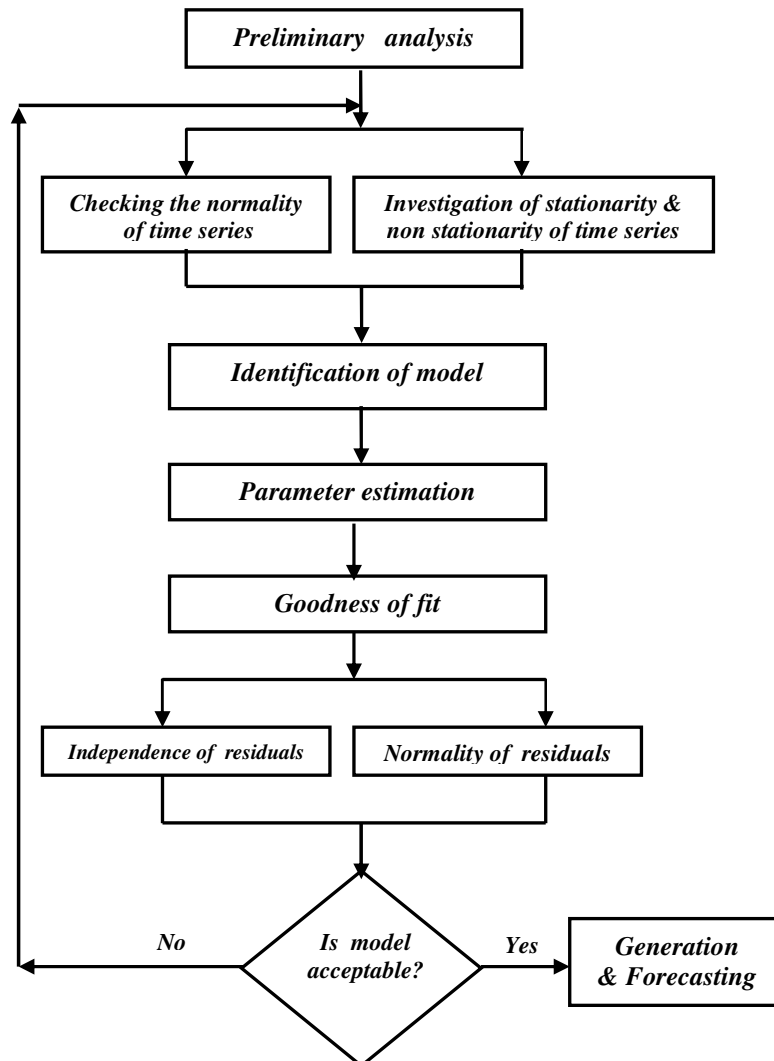 Preliminary analysis
Checking the normality
of time series
Investigation of stationarity &
non stationarity of time series
Identification of model
Parameter estimation
Goodness of fit
Independence of residuals
Normality of residuals
No
Is model
acceptable?
Yes
Generation
& Forecasting